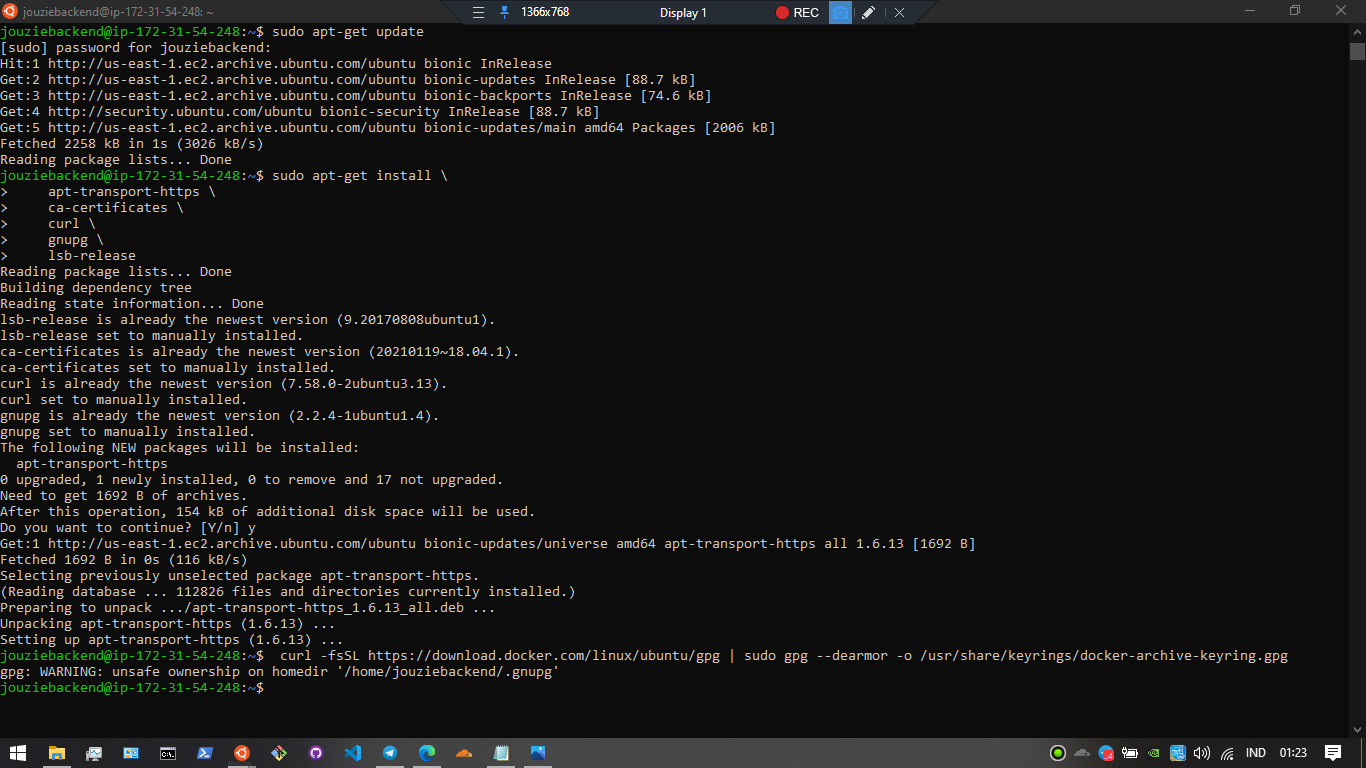 jouziebackend@ip-172-31-54-248: ~
1366x768
Display 1
REC
jouziebackend@ip-172-31-54-248:~$ sudo apt-get update
[sudo] password for jouziebackend:
Hit:1 http://us-east-1.ec2.archive.ubuntu.com/ubuntu bionic InRelease
Get:2 http://us-east-1.ec2.archive.ubuntu.com/ubuntu bionic-updates InRelease [88.7 kB]
Get:3 http://us-east-1.ec2.archive.ubuntu.com/ubuntu bionic-backports InRelease [74.6 kB]
Get:4 http://security.ubuntu.com/ubuntu bionic-security InRelease [88.7 kB]
Get:5 http://us-east-1.ec2.archive.ubuntu.com/ubuntu bionic-updates/main amd64 Packages [2006 kB]
Fetched 2258 kB in 1s (3026 kB/s)
Reading package lists... Done
jouziebackend@ip-172-31-54-248:~$ sudo apt-get install \
>     apt-transport-https \
>     ca-certificates \
>     curl \
>     gnupg \
>     lsb-release
Reading package lists... Done
Building dependency tree
Reading state information... Done
lsb-release is already the newest version (9.20170808ubuntu1).
lsb-release set to manually installed.
ca-certificates is already the newest version (20210119~18.04.1).
ca-certificates set to manually installed.
curl is already the newest version (7.58.0-2ubuntu3.13).
curl set to manually installed.
gnupg is already the newest version (2.2.4-1ubuntu1.4).
gnupg set to manually installed.
The following NEW packages will be installed:
  apt-transport-https
0 upgraded, 1 newly installed, 0 to remove and 17 not upgraded.
Need to get 1692 B of archives.
After this operation, 154 kB of additional disk space will be used.
Do you want to continue? [Y/n] y
Get:1 http://us-east-1.ec2.archive.ubuntu.com/ubuntu bionic-updates/universe amd64 apt-transport-https all 1.6.13 [1692 B]
Fetched 1692 B in 0s (116 kB/s)
Selecting previously unselected package apt-transport-https.
(Reading database ... 112826 files and directories currently installed.)
Preparing to unpack .../apt-transport-https_1.6.13_all.deb ...
Unpacking apt-transport-https (1.6.13) ...
Setting up apt-transport-https (1.6.13) ...
jouziebackend@ip-172-31-54-248:~$  curl -fsSL https://download.docker.com/linux/ubuntu/gpg | sudo gpg --dearmor -o /usr/share/keyrings/docker-archive-keyring.gpg
gpg: WARNING: unsafe ownership on homedir '/home/jouziebackend/.gnupg'
jouziebackend@ip-172-31-54-248:~$
IND
01:23